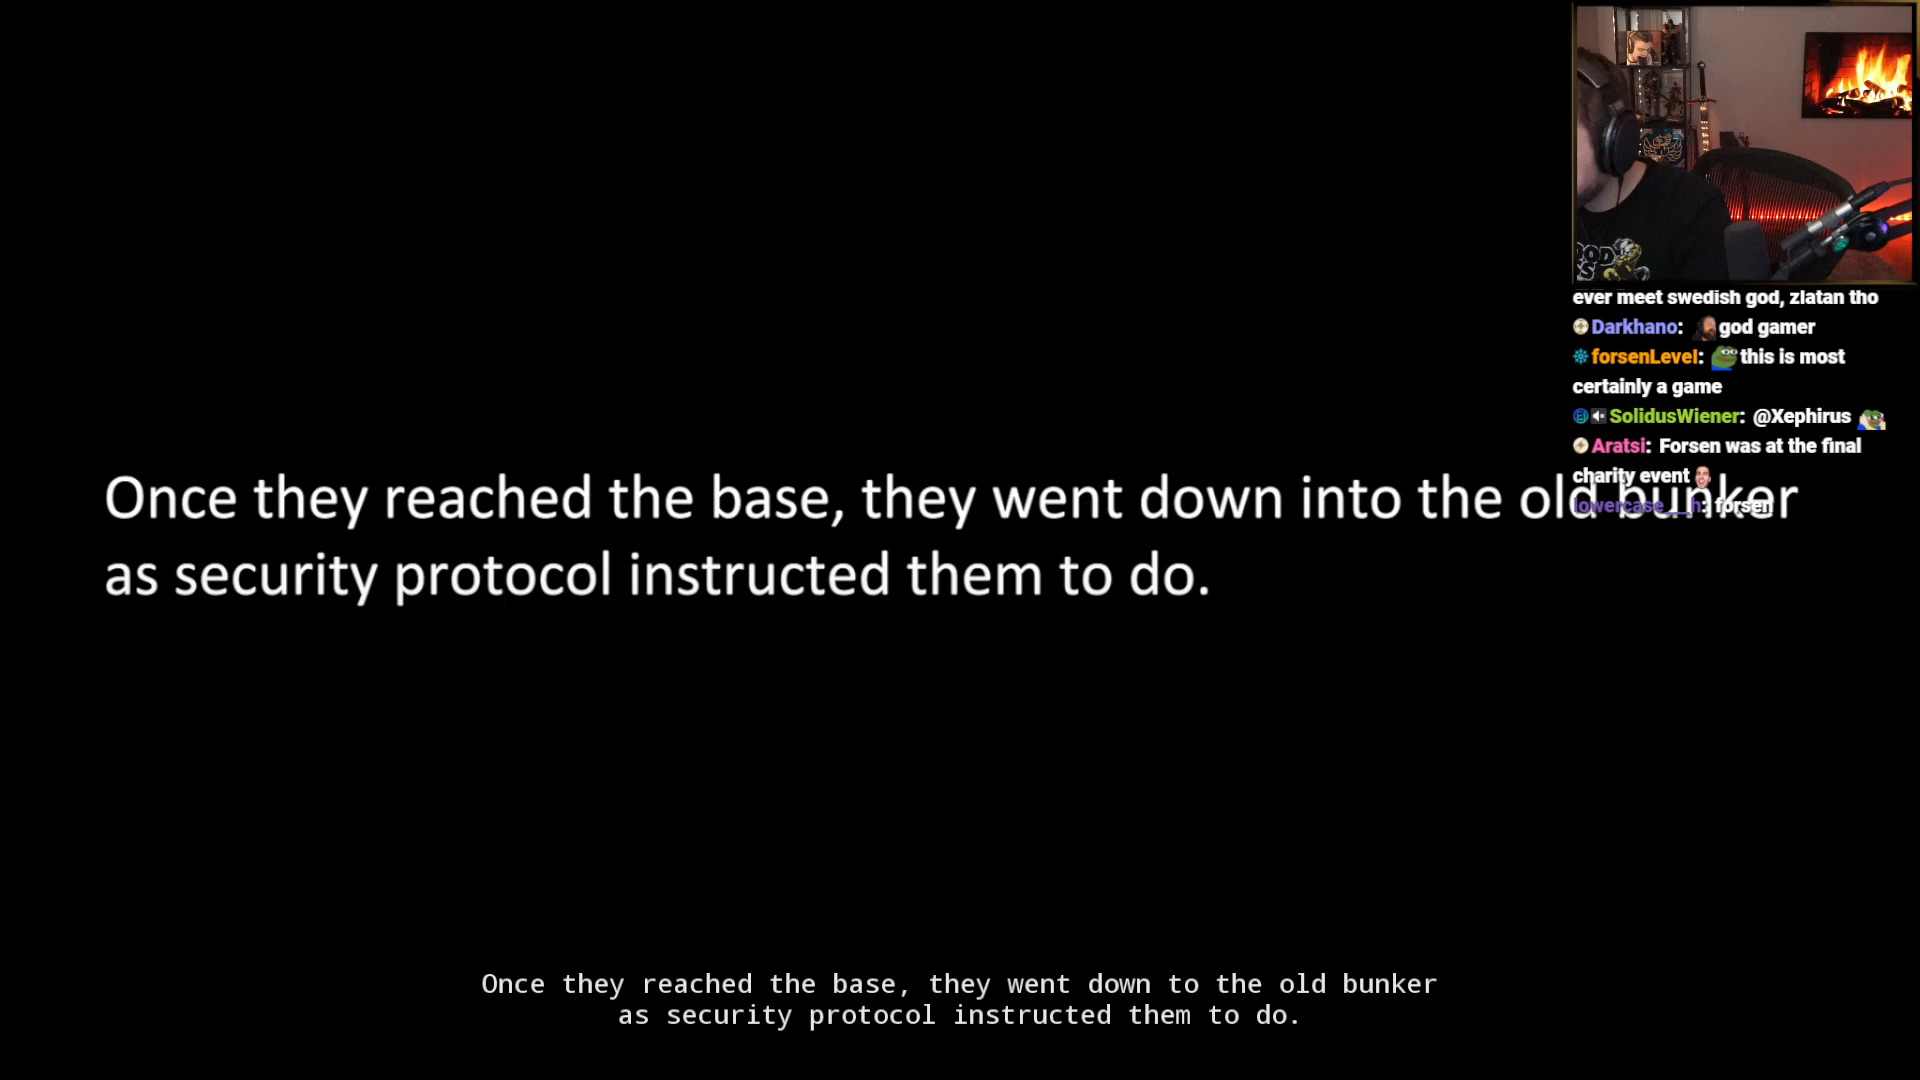 ever meet swedish god, zlatan tho
Darkhano: god gamer
forsenLevel: this is most
certainly a game
SolidusWiener: @Xephirus
Aratsi: Forsen was at the final
charity event
lowercase__h: forsen
Once they reached the base, they went down into the old bunker
as security protocol instructed them to do.
Once they reached the base, they went down to the old bunker
as security protocol instructed them to do.